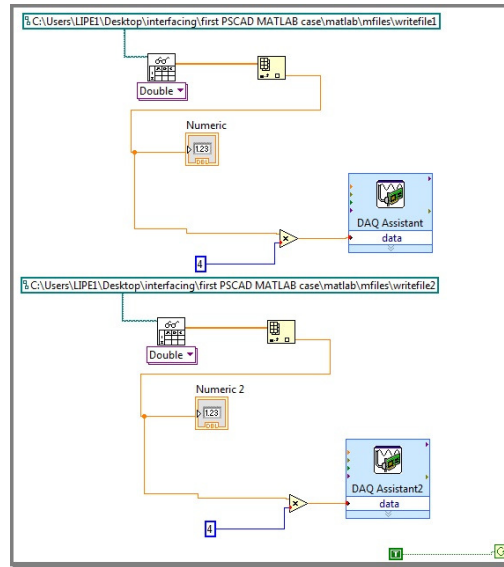 C:\Users\LIPE1\Desktop\interfacing\first PSCAD MATLAB case\matlab\mfiles\writefile1
Double
Numeric
1.23
DBL
DAQ Assistant
data
4
C:\Users\LIPE1\Desktop\interfacing\first PSCAD MATLAB case\matlab\mfiles\writefile2
Double
Numeric 2
1.23
DBL
DAQ Assistant2
data
4
T